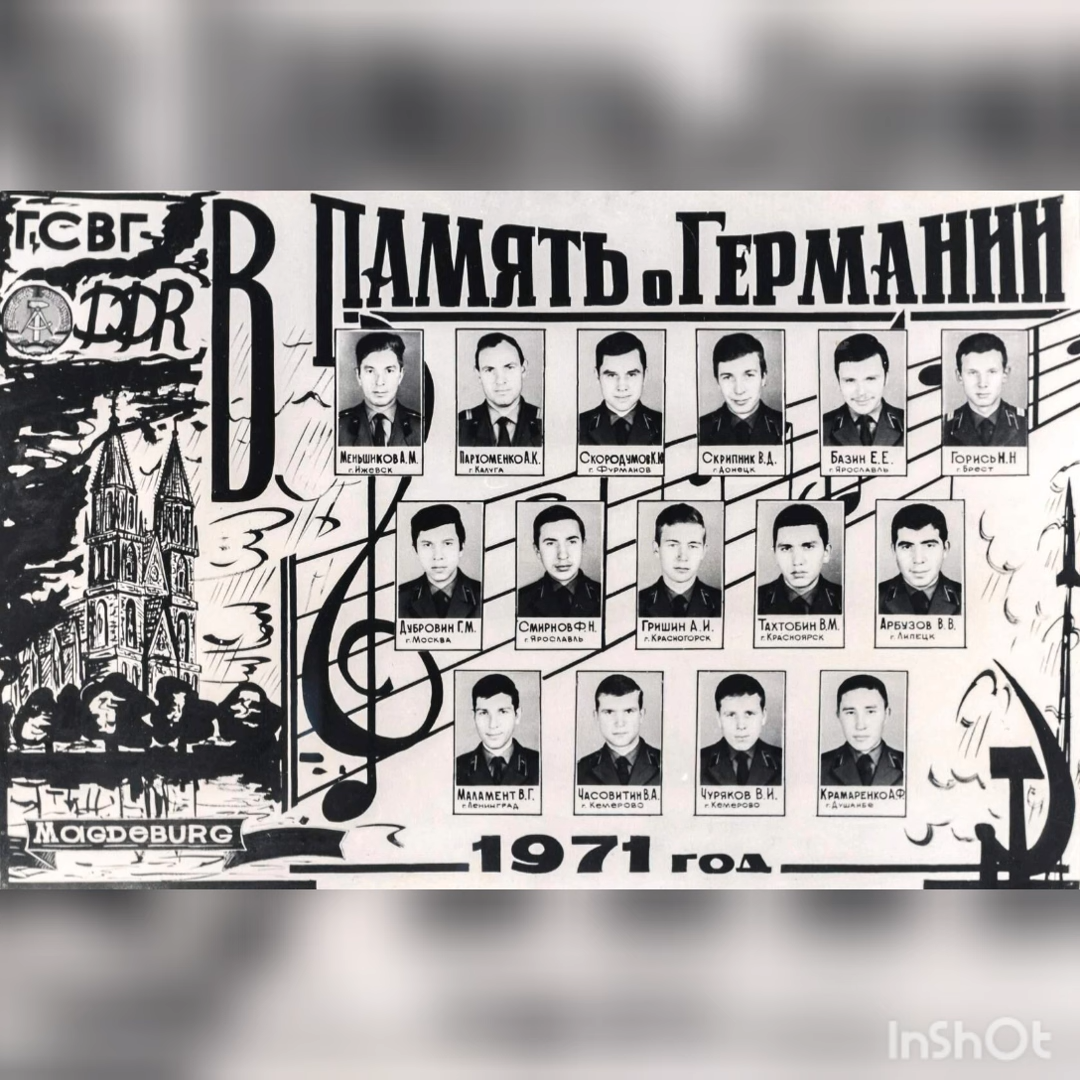 Г.СВГ
DDR
В ПАМЯТЬ о ГЕРМАНИИ
Меньшиков А.М.
г. Ижевск
Пархоменко А.К.
г. Калуга
Скородумов К.Ю
г. Фурманов
Скрипник В.Д.
г. Донецк
Базин Е.Е.
г. Ярославль
Горись Н.Н
г. Брест
Дубровин Г.М.
г. Москва
Смирнов Ф.Н.
г. Ярославль
Гришин А.И.
г. Красногорск
Тахтобин В.М.
г. Красноярск
Арбузов В.В.
г. Липецк
Маламент В.Г.
г. Ленинград
Часовитин В.А.
г. Кемерово
Чуряков В.И.
г. Кемерово
Крамаренко А.Ф
г. Душанбе
MAGDEBURG
1971 год
InShOt